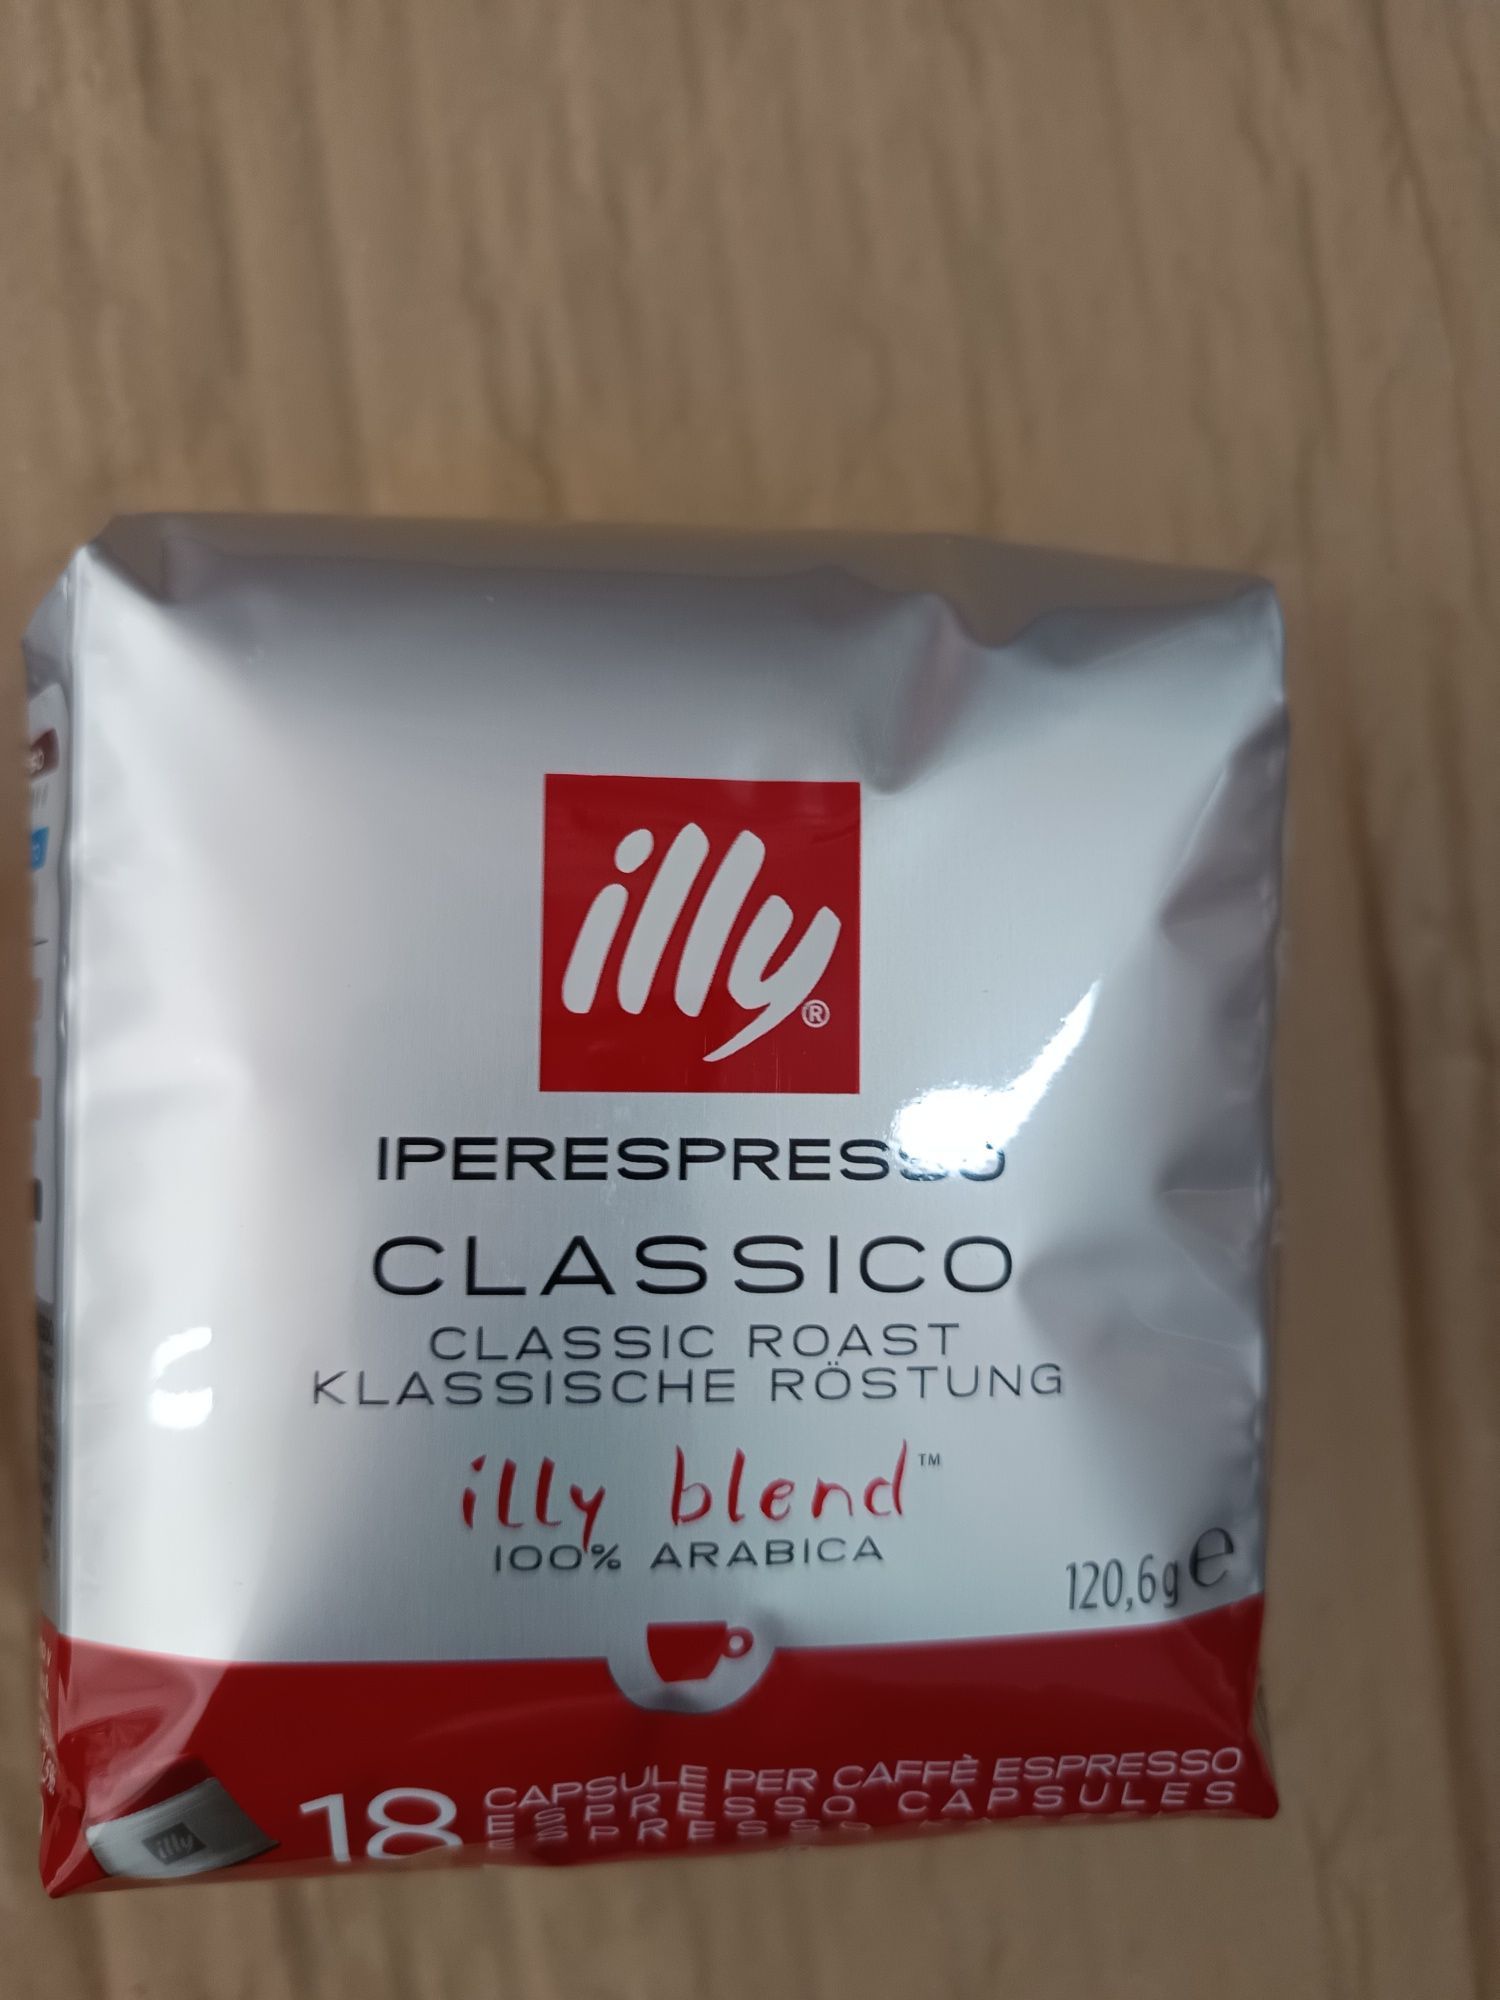 illy®
IPERESPRESSO
CLASSICO
CLASSIC ROAST
KLASSISCHE RÖSTUNG
illy blend™
100% ARABICA
120,6g e
18 CAPSULE PER CAFFÈ ESPRESSO
ESPRESSO CAPSULES
illy